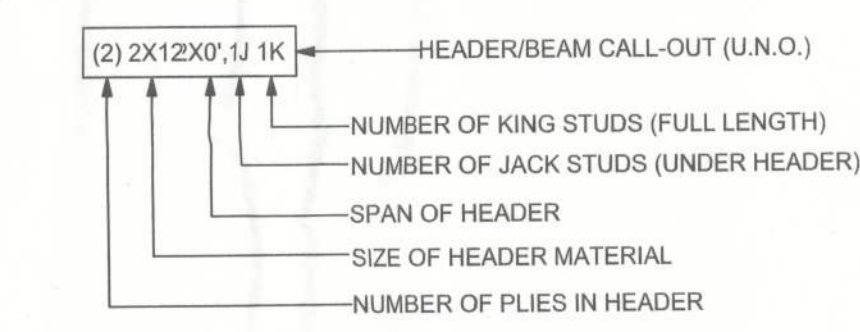 (2) 2X12'X0',1J 1K
HEADER/BEAM CALL-OUT (U.N.O.)
NUMBER OF KING STUDS (FULL LENGTH)
NUMBER OF JACK STUDS (UNDER HEADER)
SPAN OF HEADER
SIZE OF HEADER MATERIAL
NUMBER OF PLIES IN HEADER